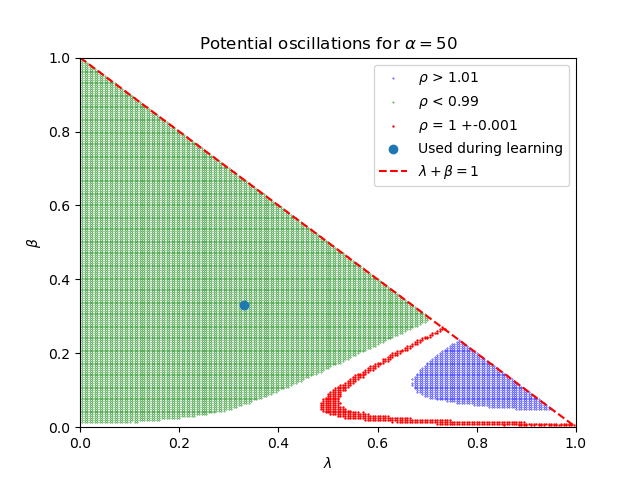 Potential oscillations for α = 50
1.0
0.8
0.6
0.4
0.2
0.0
β
0.0 0.2 0.4 0.6 0.8 1.0
λ
ρ > 1.01
ρ < 0.99
ρ = 1 +-0.001
Used during learning
λ + β = 1